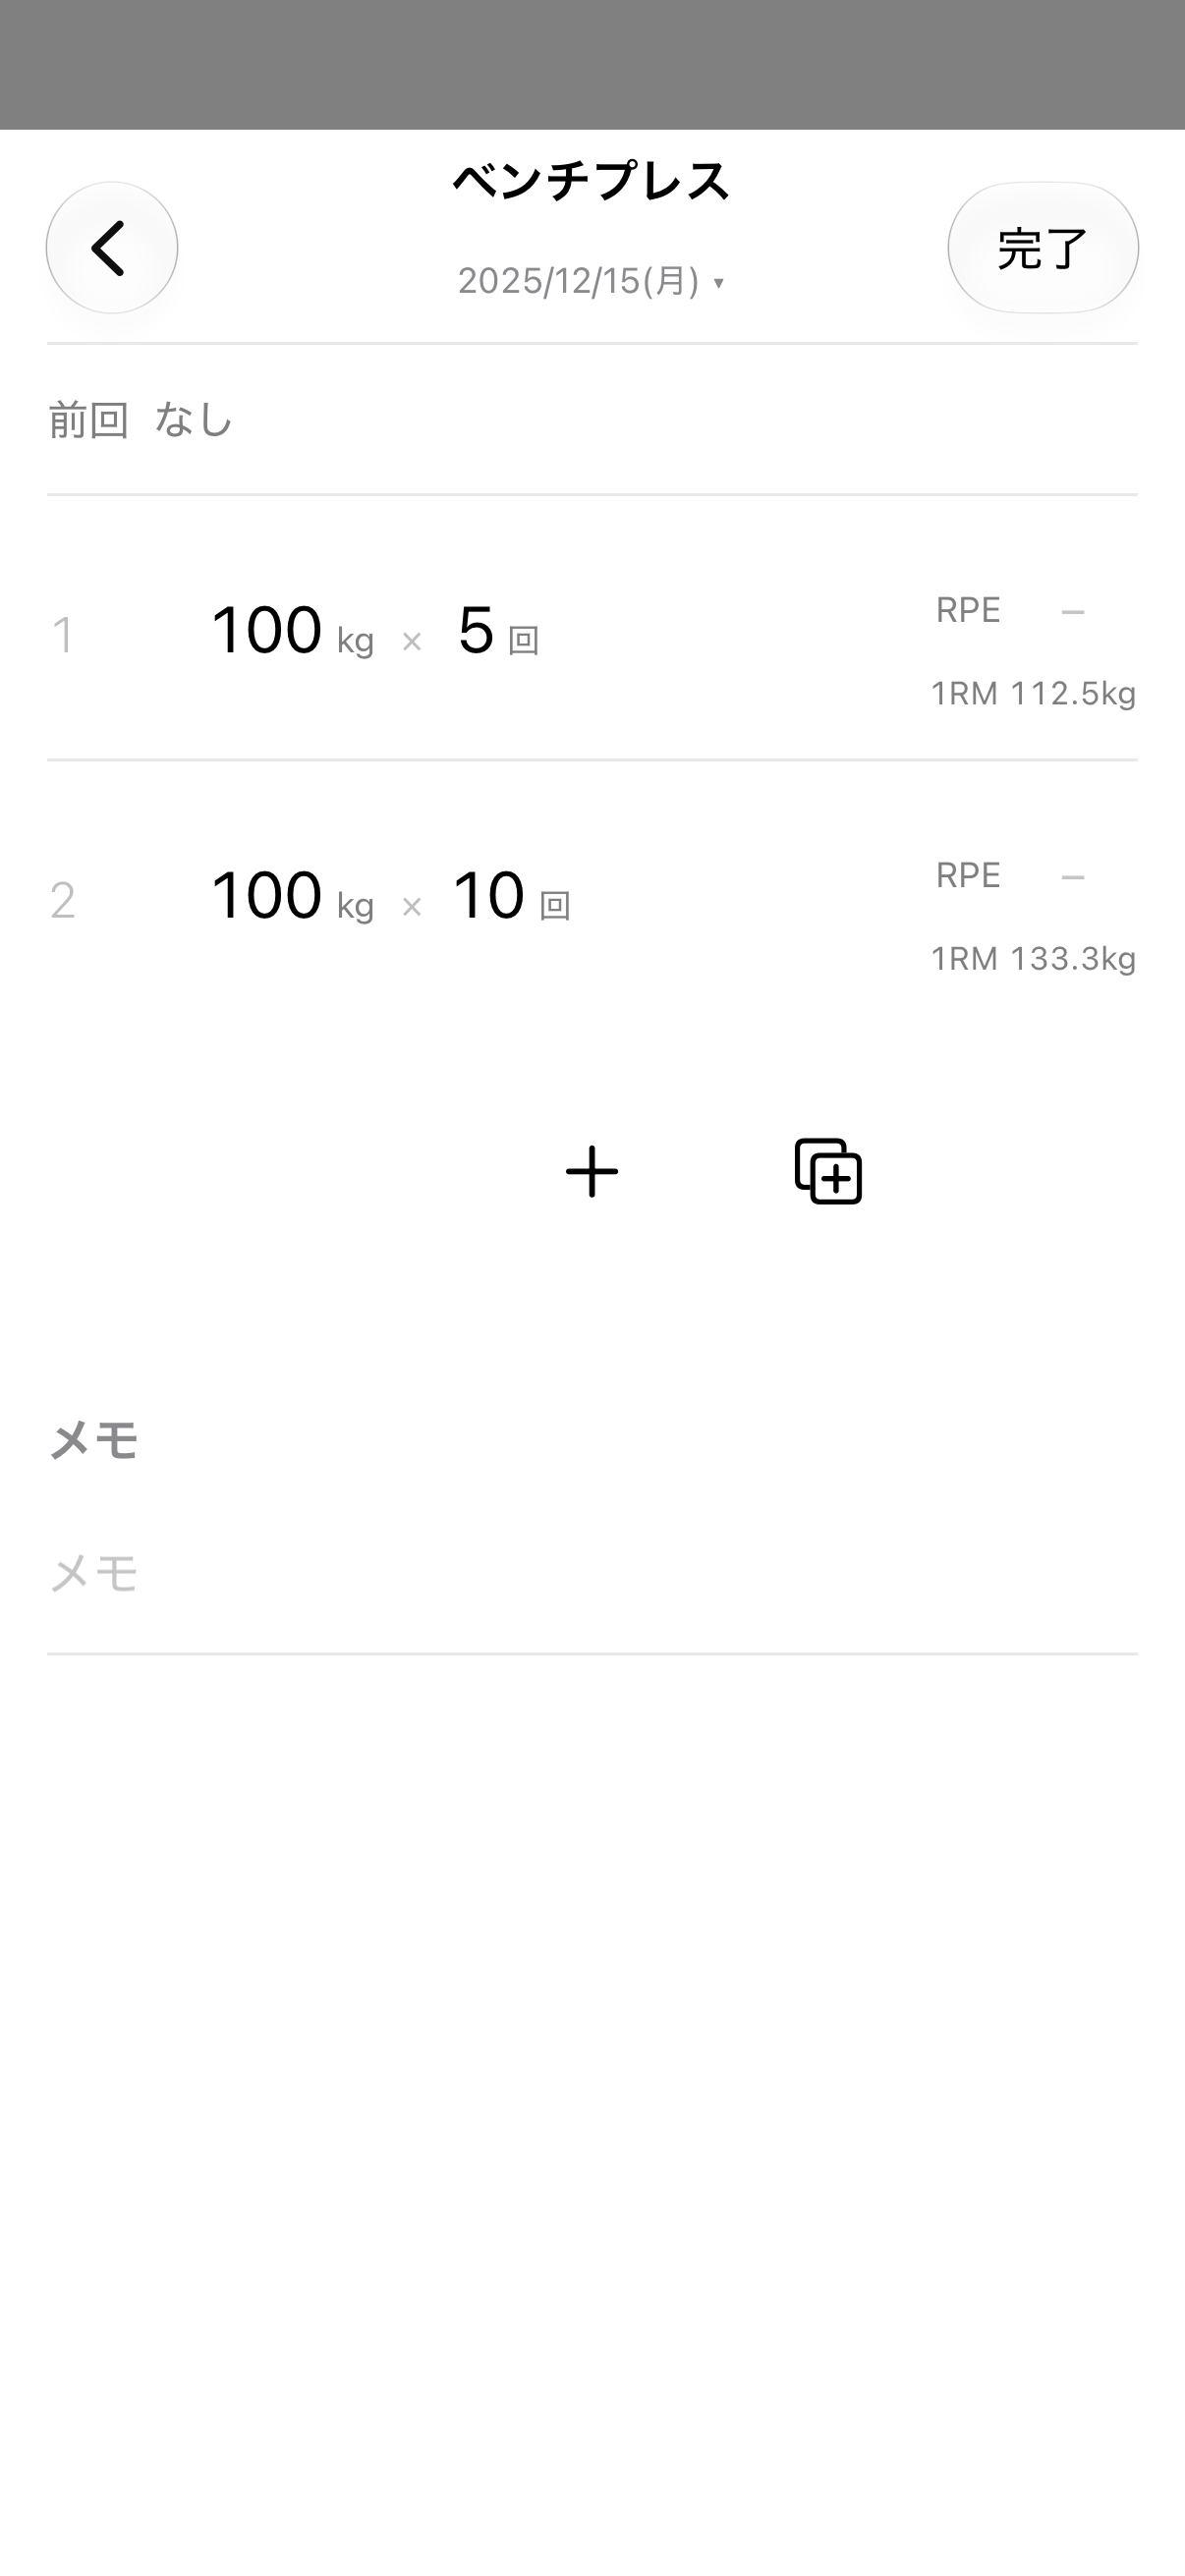 ベンチプレス
完了
2025/12/15(月) ▾
前回 なし
1 100 kg × 5 回 RPE –
1RM 112.5kg
2 100 kg × 10 回 RPE –
1RM 133.3kg
メモ
メモ